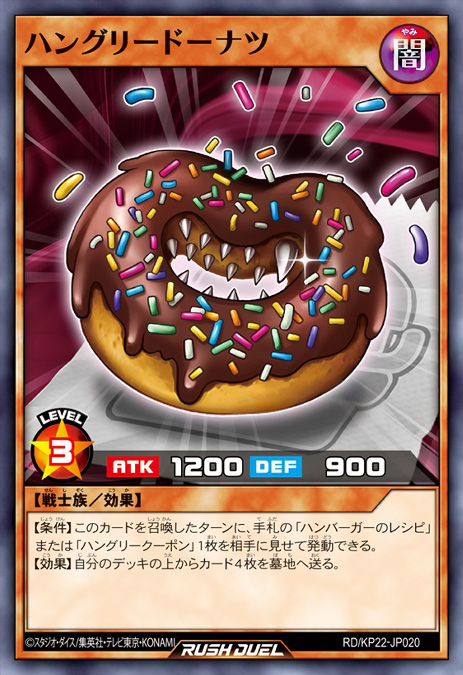 ハングリードーナツ
やみ
闇
LEVEL
3
ATK 1200 DEF 900
【戦士族／効果】
【条件】このカードを召喚したターンに、手札の「ハンバーガーのレシピ」
または「ハングリークーポン」1枚を相手に見せて発動できる。
【効果】自分のデッキの上からカード4枚を墓地へ送る。
©スタジオ・ダイス/集英社・テレビ東京・KONAMI
RUSH DUEL
RD/KP22-JP020